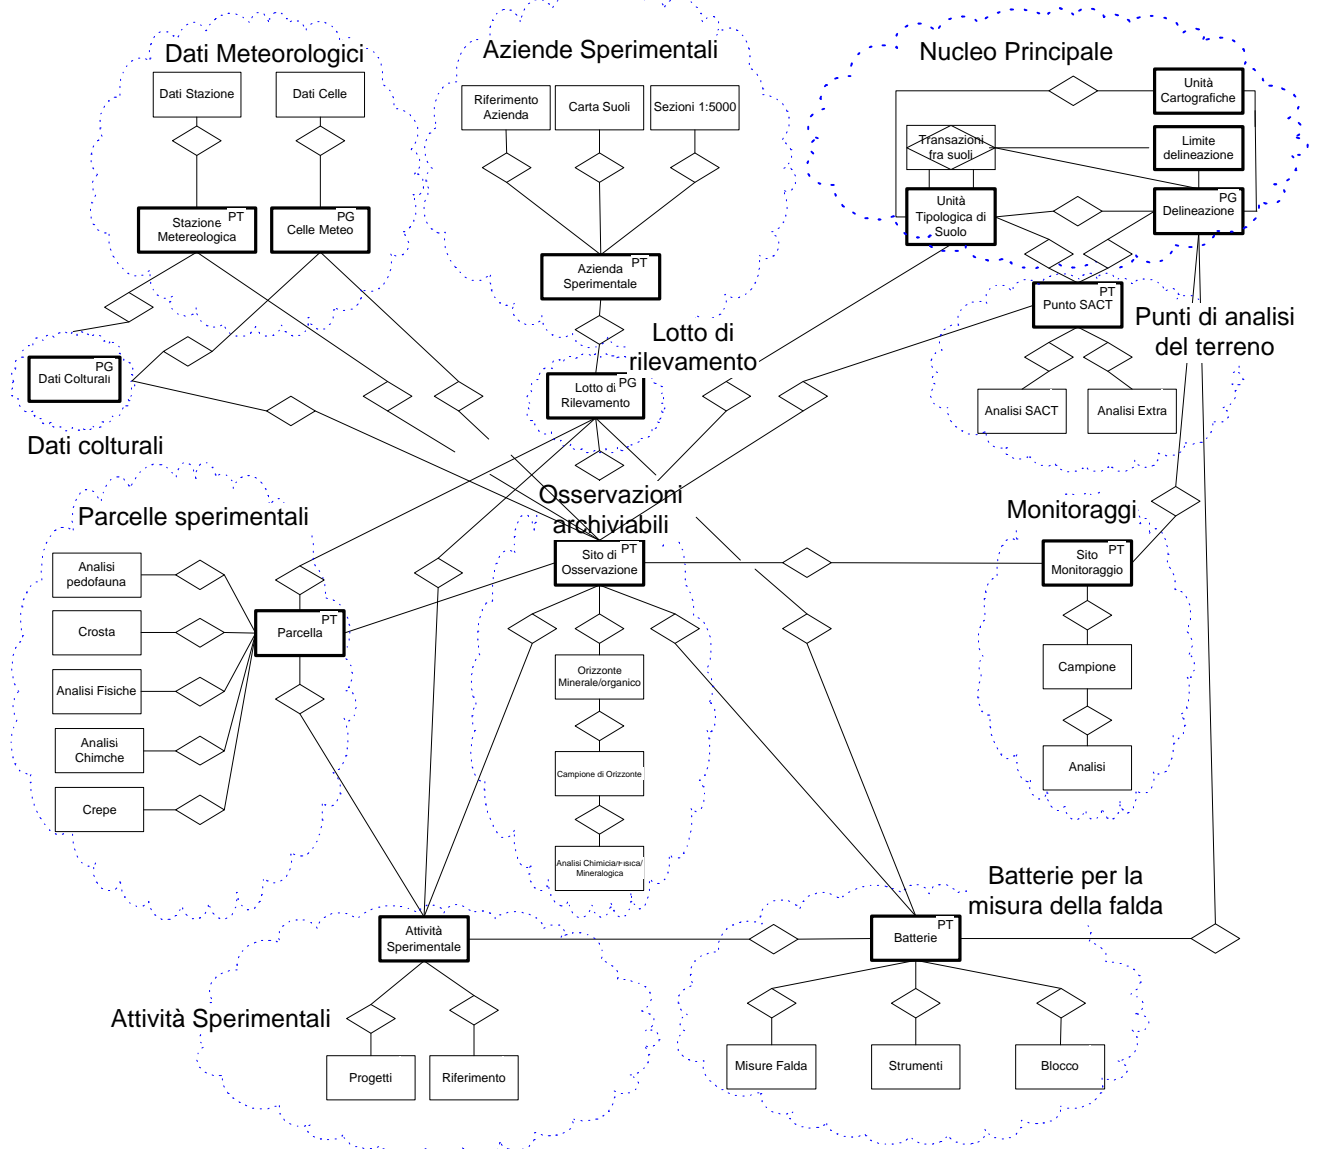 Dati Meteorologici
Dati Stazione
Dati Celle
PT
Stazione
Metereologica
PG
Celle Meteo
Aziende Sperimentali
Riferimento
Azienda
Carta Suoli
Sezioni 1:5000
PT
Azienda
Sperimentale
Nucleo Principale
Unità
Cartografiche
Transazioni
fra suoli
Limite
delineazione
Unità
Tipologica di
Suolo
PG
Delineazione
PT
Punto SACT
Punti di analisi
del terreno
Analisi SACT
Analisi Extra
PG
Dati Colturali
Dati colturali
Lotto di
rilevamento
PG
Lotto di
Rilevamento
Parcelle sperimentali
Analisi
pedofauna
Crosta
Analisi Fisiche
Analisi
Chimche
Crepe
PT
Parcella
Osservazioni
archiviabili
PT
Sito di
Osservazione
Orizzonte
Minerale/organico
Campione di Orizzonte
Analisi Chimicia/Fisica/
Mineralogica
Monitoraggi
PT
Sito
Monitoraggio
Campione
Analisi
Batterie per la
misura della falda
PT
Batterie
Misure Falda
Strumenti
Blocco
Attività
Sperimentale
Attività Sperimentali
Progetti
Riferimento